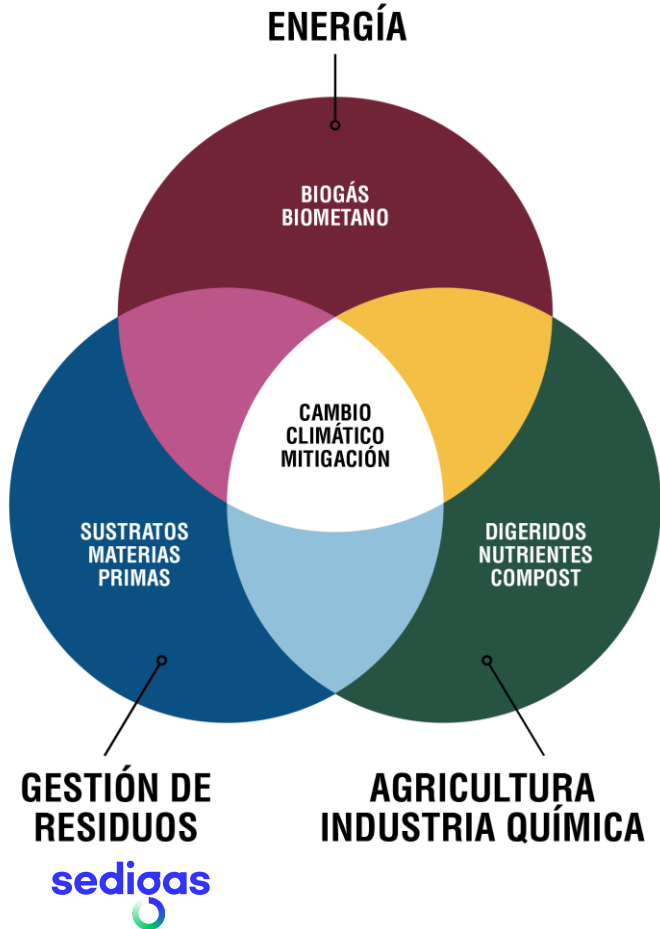 ENERGÍA
BIOGÁS
BIOMETANO
CAMBIO
CLIMÁTICO
MITIGACIÓN
SUSTRATOS
MATERIAS
PRIMAS
DIGERIDOS
NUTRIENTES
COMPOST
GESTIÓN DE
RESIDUOS
AGRICULTURA
INDUSTRIA QUÍMICA
sedigas